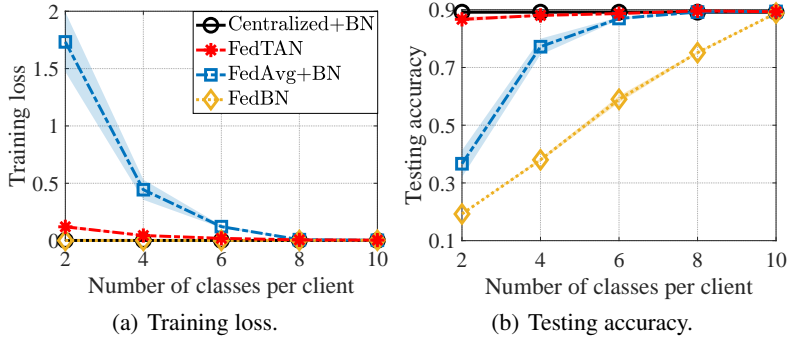 2
1.5
1
0.5
0
Training loss
Centralized+BN
FedTAN
FedAvg+BN
FedBN
2 4 6 8 10
Number of classes per client
(a) Training loss.
0.9
0.7
0.5
0.3
0.1
Testing accuracy
2 4 6 8 10
Number of classes per client
(b) Testing accuracy.